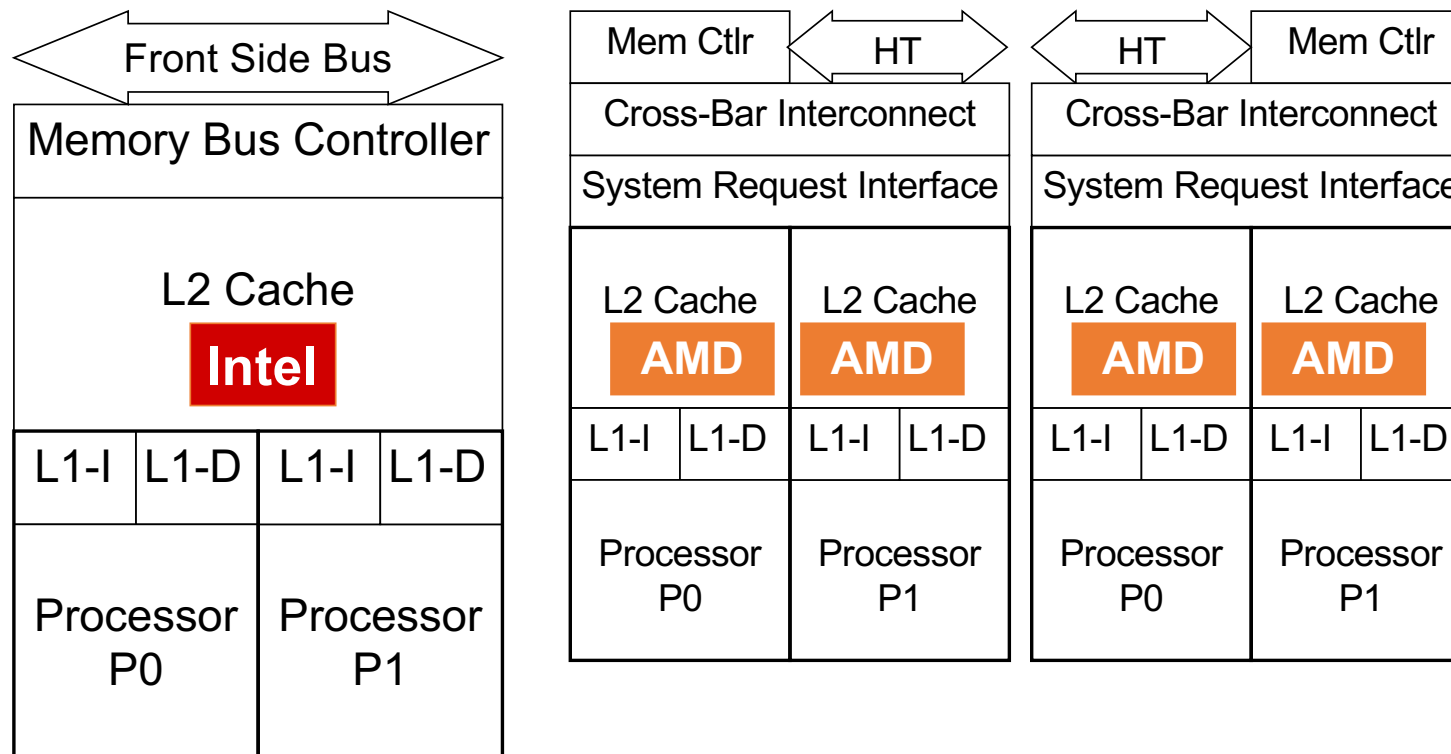 Front Side Bus
Memory Bus Controller
L2 Cache
Intel
L1-I L1-D L1-I L1-D
Processor P0
Processor P1
Mem Ctlr HT
Cross-Bar Interconnect
System Request Interface
L2 Cache L2 Cache
AMD AMD
L1-I L1-D L1-I L1-D
Processor P0
Processor P1
HT Mem Ctlr
Cross-Bar Interconnect
System Request Interface
L2 Cache L2 Cache
AMD AMD
L1-I L1-D L1-I L1-D
Processor P0
Processor P1